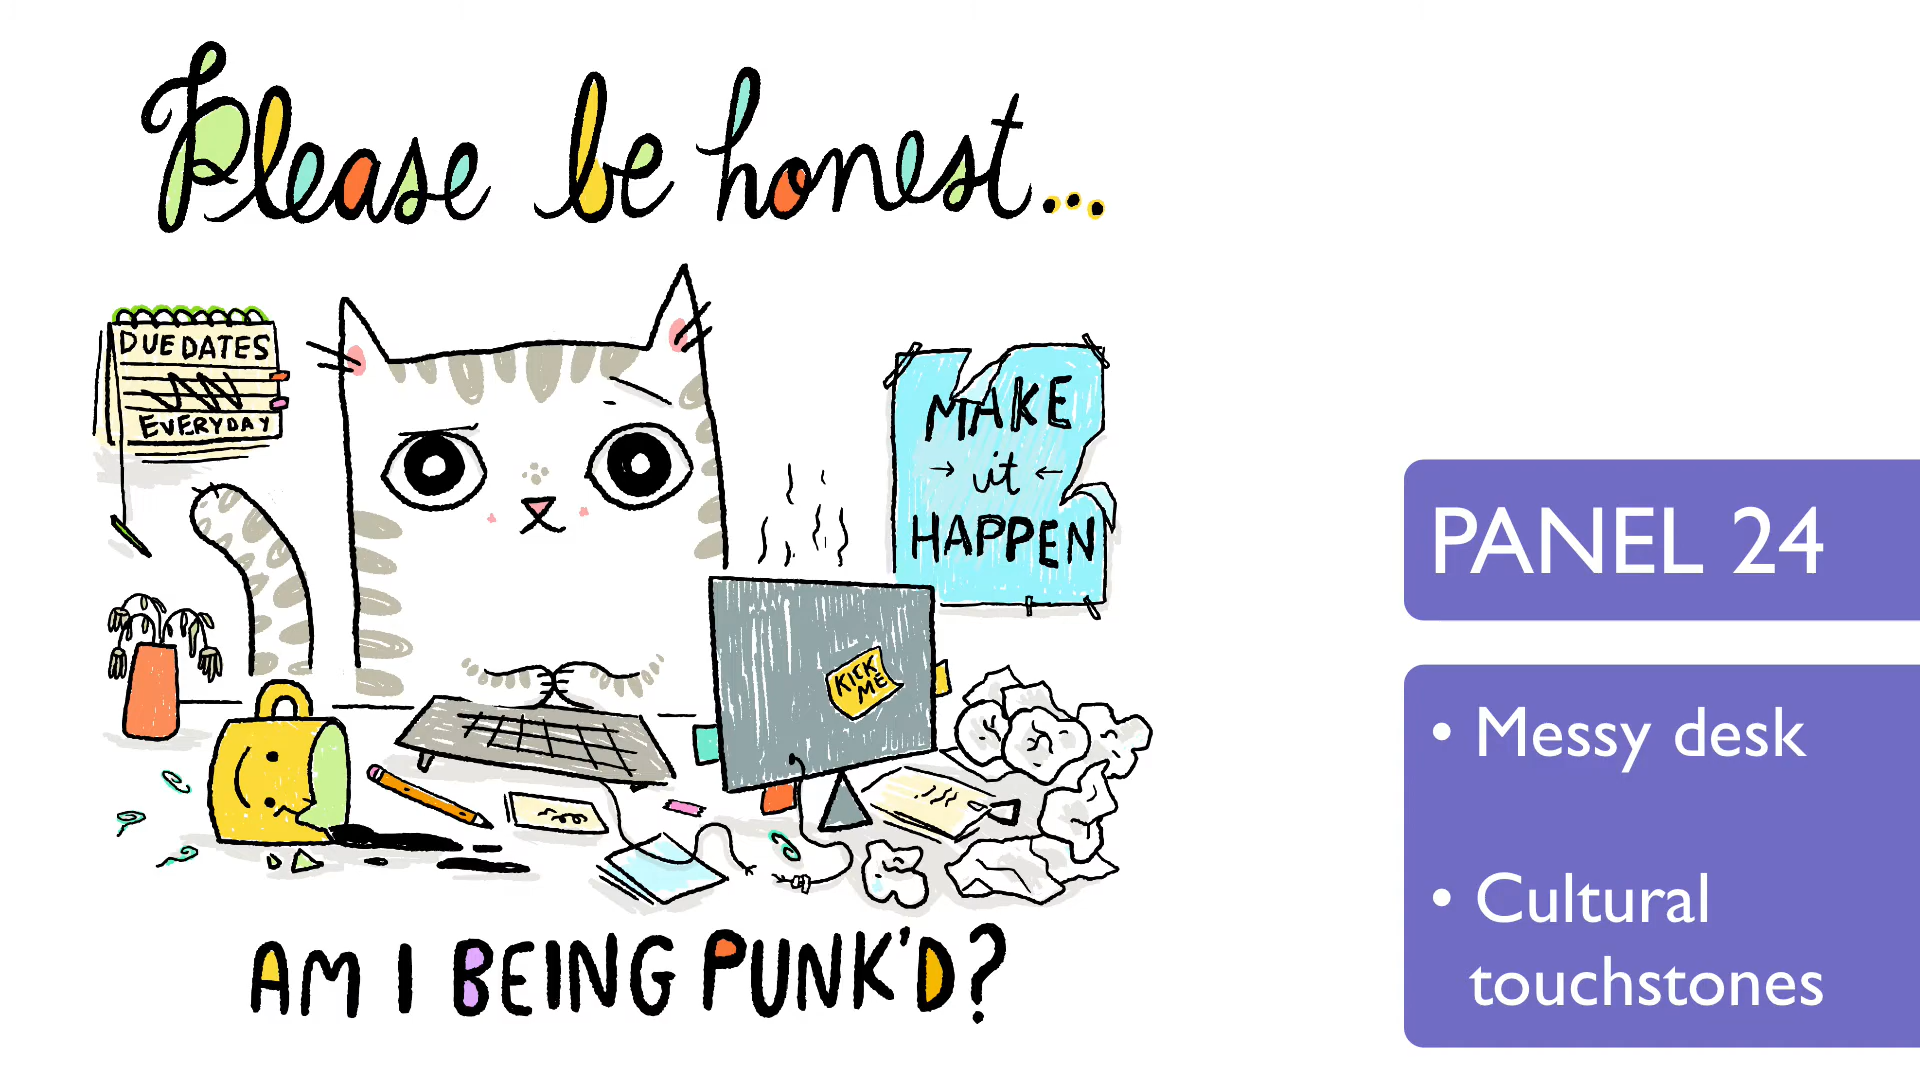 Please be honest...
DUE DATES
EVERYDAY
MAKE
it
HAPPEN
KICK
ME
AM I BEING PUNK'D?
PANEL 24
• Messy desk
• Cultural
touchstones